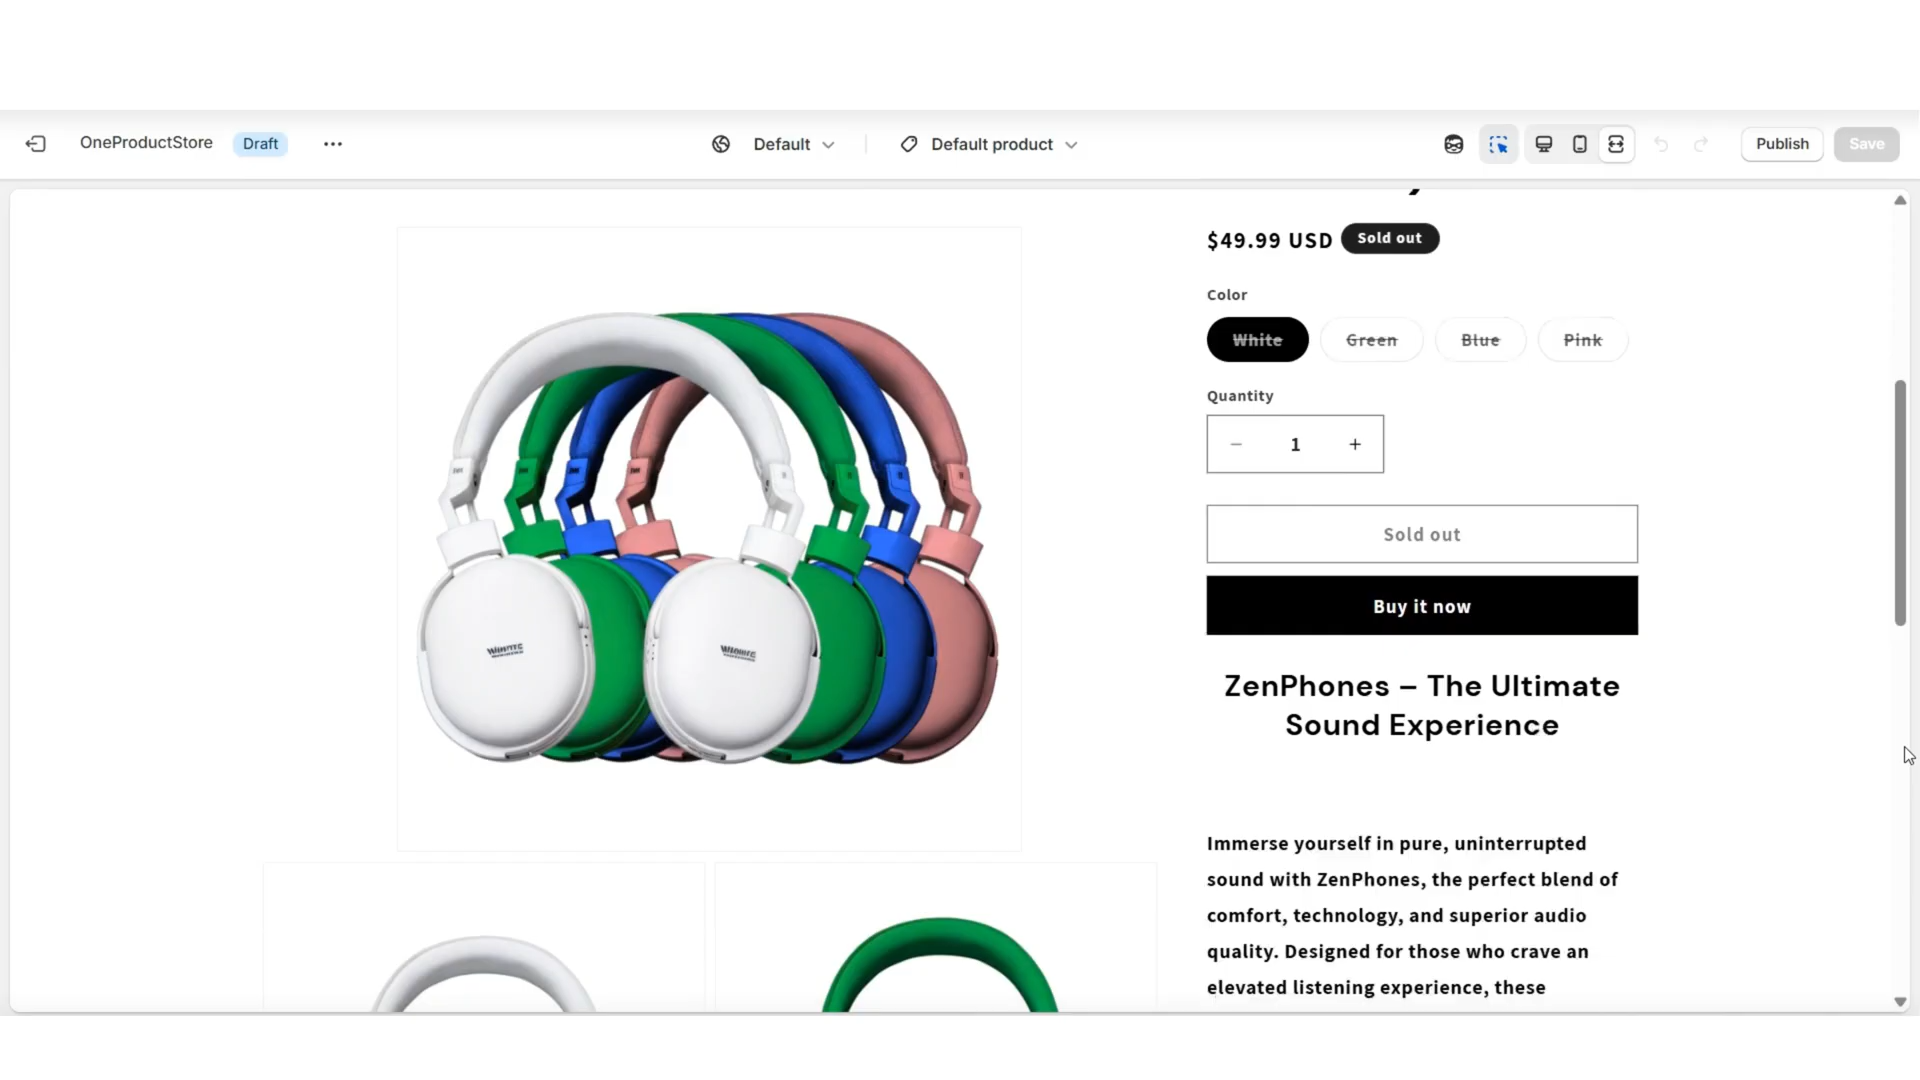 OneProductStore
Draft
Default
Default product
Publish
Save
$49.99 USD
Sold out
Color
White
Green
Blue
Pink
Quantity
1
Sold out
Buy it now
ZenPhones – The Ultimate
Sound Experience
Immerse yourself in pure, uninterrupted
sound with ZenPhones, the perfect blend of
comfort, technology, and superior audio
quality. Designed for those who crave an
elevated listening experience, these